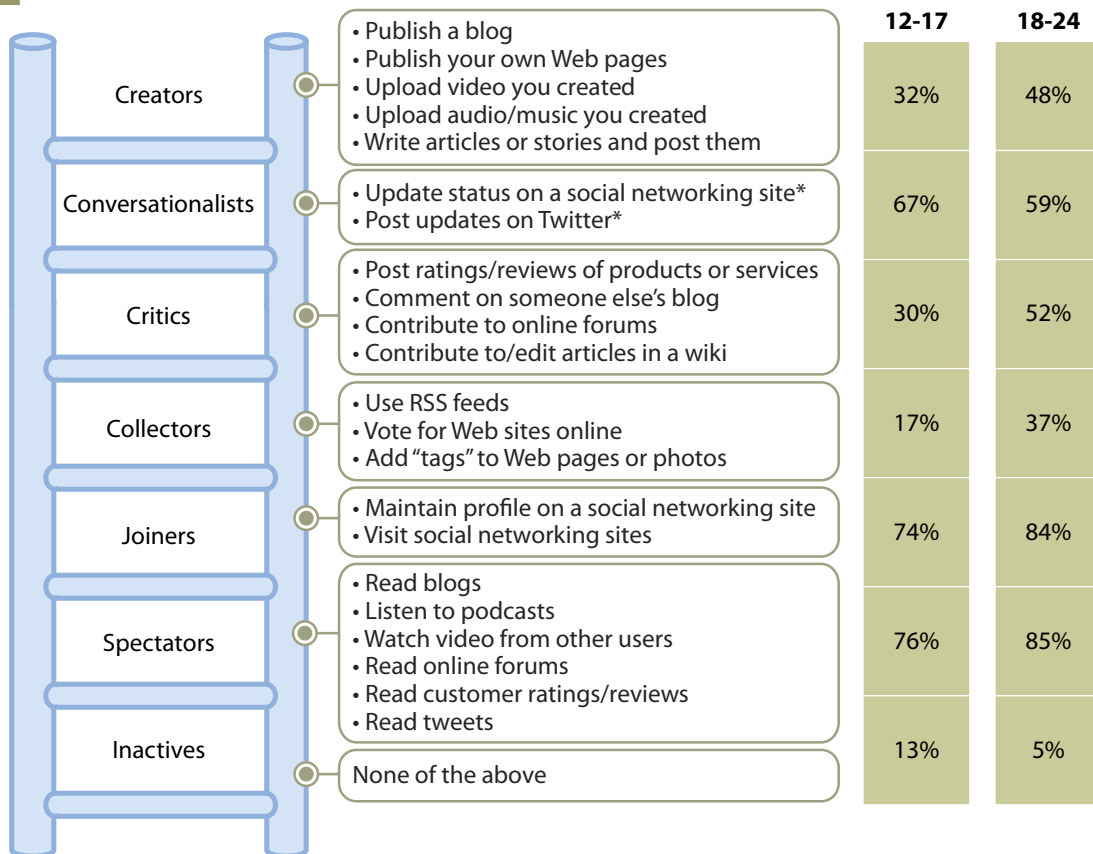 12-17 18-24
Creators
• Publish a blog
• Publish your own Web pages
• Upload video you created
• Upload audio/music you created
• Write articles or stories and post them
32% 48%
Conversationalists
• Update status on a social networking site*
• Post updates on Twitter*
67% 59%
Critics
• Post ratings/reviews of products or services
• Comment on someone else’s blog
• Contribute to online forums
• Contribute to/edit articles in a wiki
30% 52%
Collectors
• Use RSS feeds
• Vote for Web sites online
• Add “tags” to Web pages or photos
17% 37%
Joiners
• Maintain profile on a social networking site
• Visit social networking sites
74% 84%
Spectators
• Read blogs
• Listen to podcasts
• Watch video from other users
• Read online forums
• Read customer ratings/reviews
• Read tweets
76% 85%
Inactives
None of the above
13% 5%